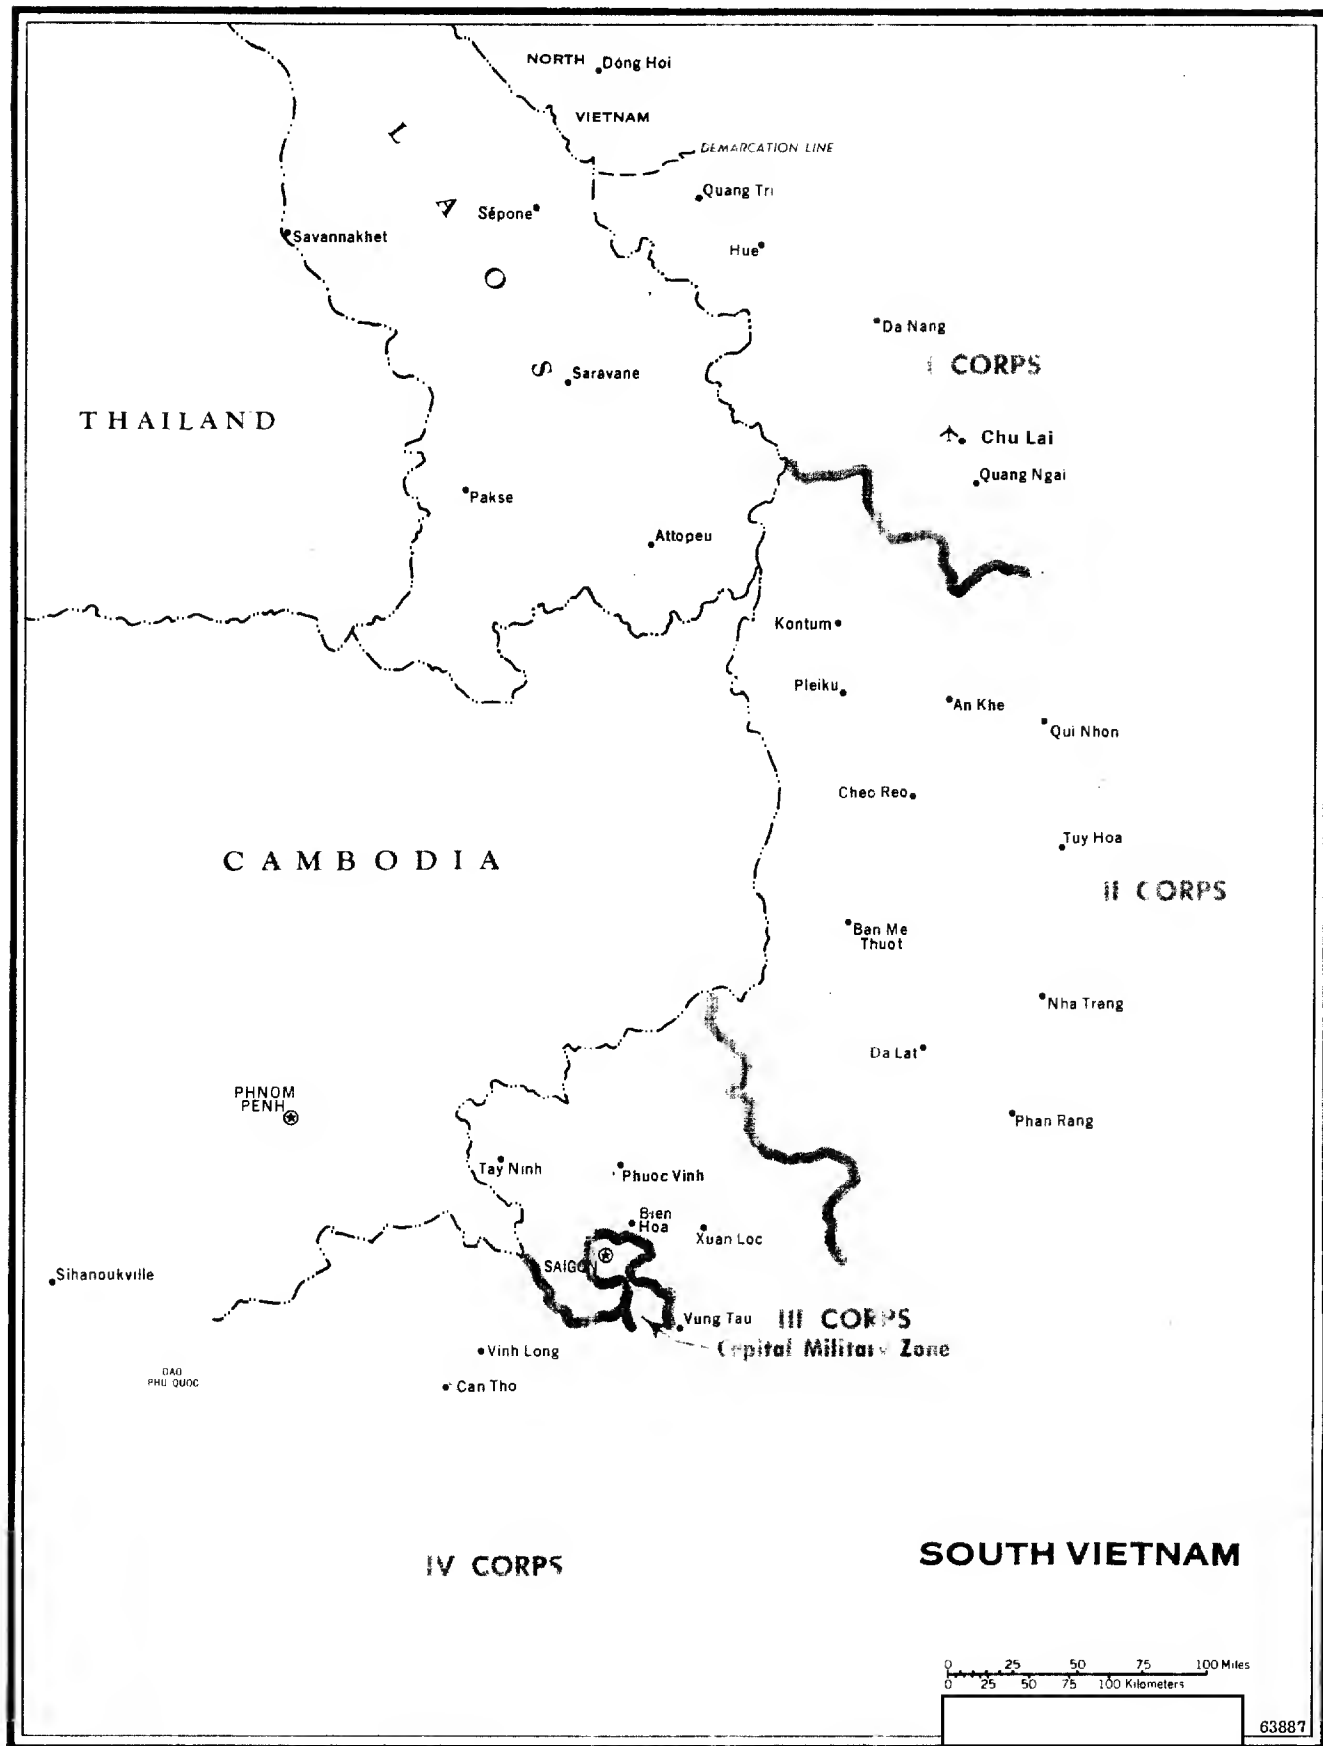 NORTH
Dong Hoi
VIETNAM
DEMARCATION LINE
L
A
O
S
Quang Tri
Sépone
Savannakhet
Hue
Da Nang
I CORPS
Saravane
THAILAND
Chu Lai
Quang Ngai
Pakse
Attopeu
Kontum
Pleiku
An Khe
Qui Nhon
Cheo Reo
Tuy Hoa
CAMBODIA
II CORPS
Ban Me
Thuot
Nha Trang
Da Lat
PHNOM
PENH
Phan Rang
Tay Ninh
Phuoc Vinh
Bien
Hoa
Xuan Loc
SAIGON
Sihanoukville
Vung Tau
III CORPS
Capital Military Zone
Vinh Long
DAO
PHU QUOC
Can Tho
SOUTH VIETNAM
IV CORPS
0 25 50 75 100 Miles
0 25 50 75 100 Kilometers
63887